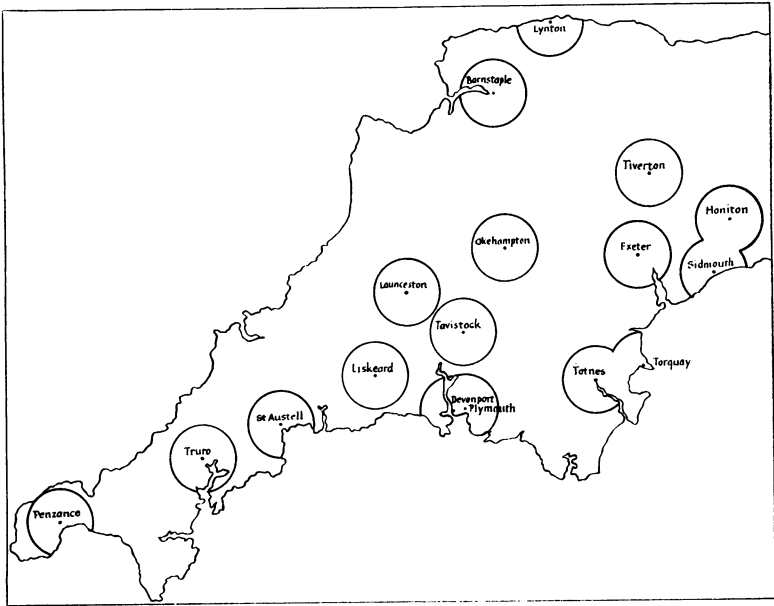 Lynton
Barnstaple
Tiverton
Honiton
Okehampton
Exeter
Sidmouth
Launceston
Tavistock
Torquay
Liskeard
Totnes
Devonport
Plymouth
St Austell
Truro
Penzance